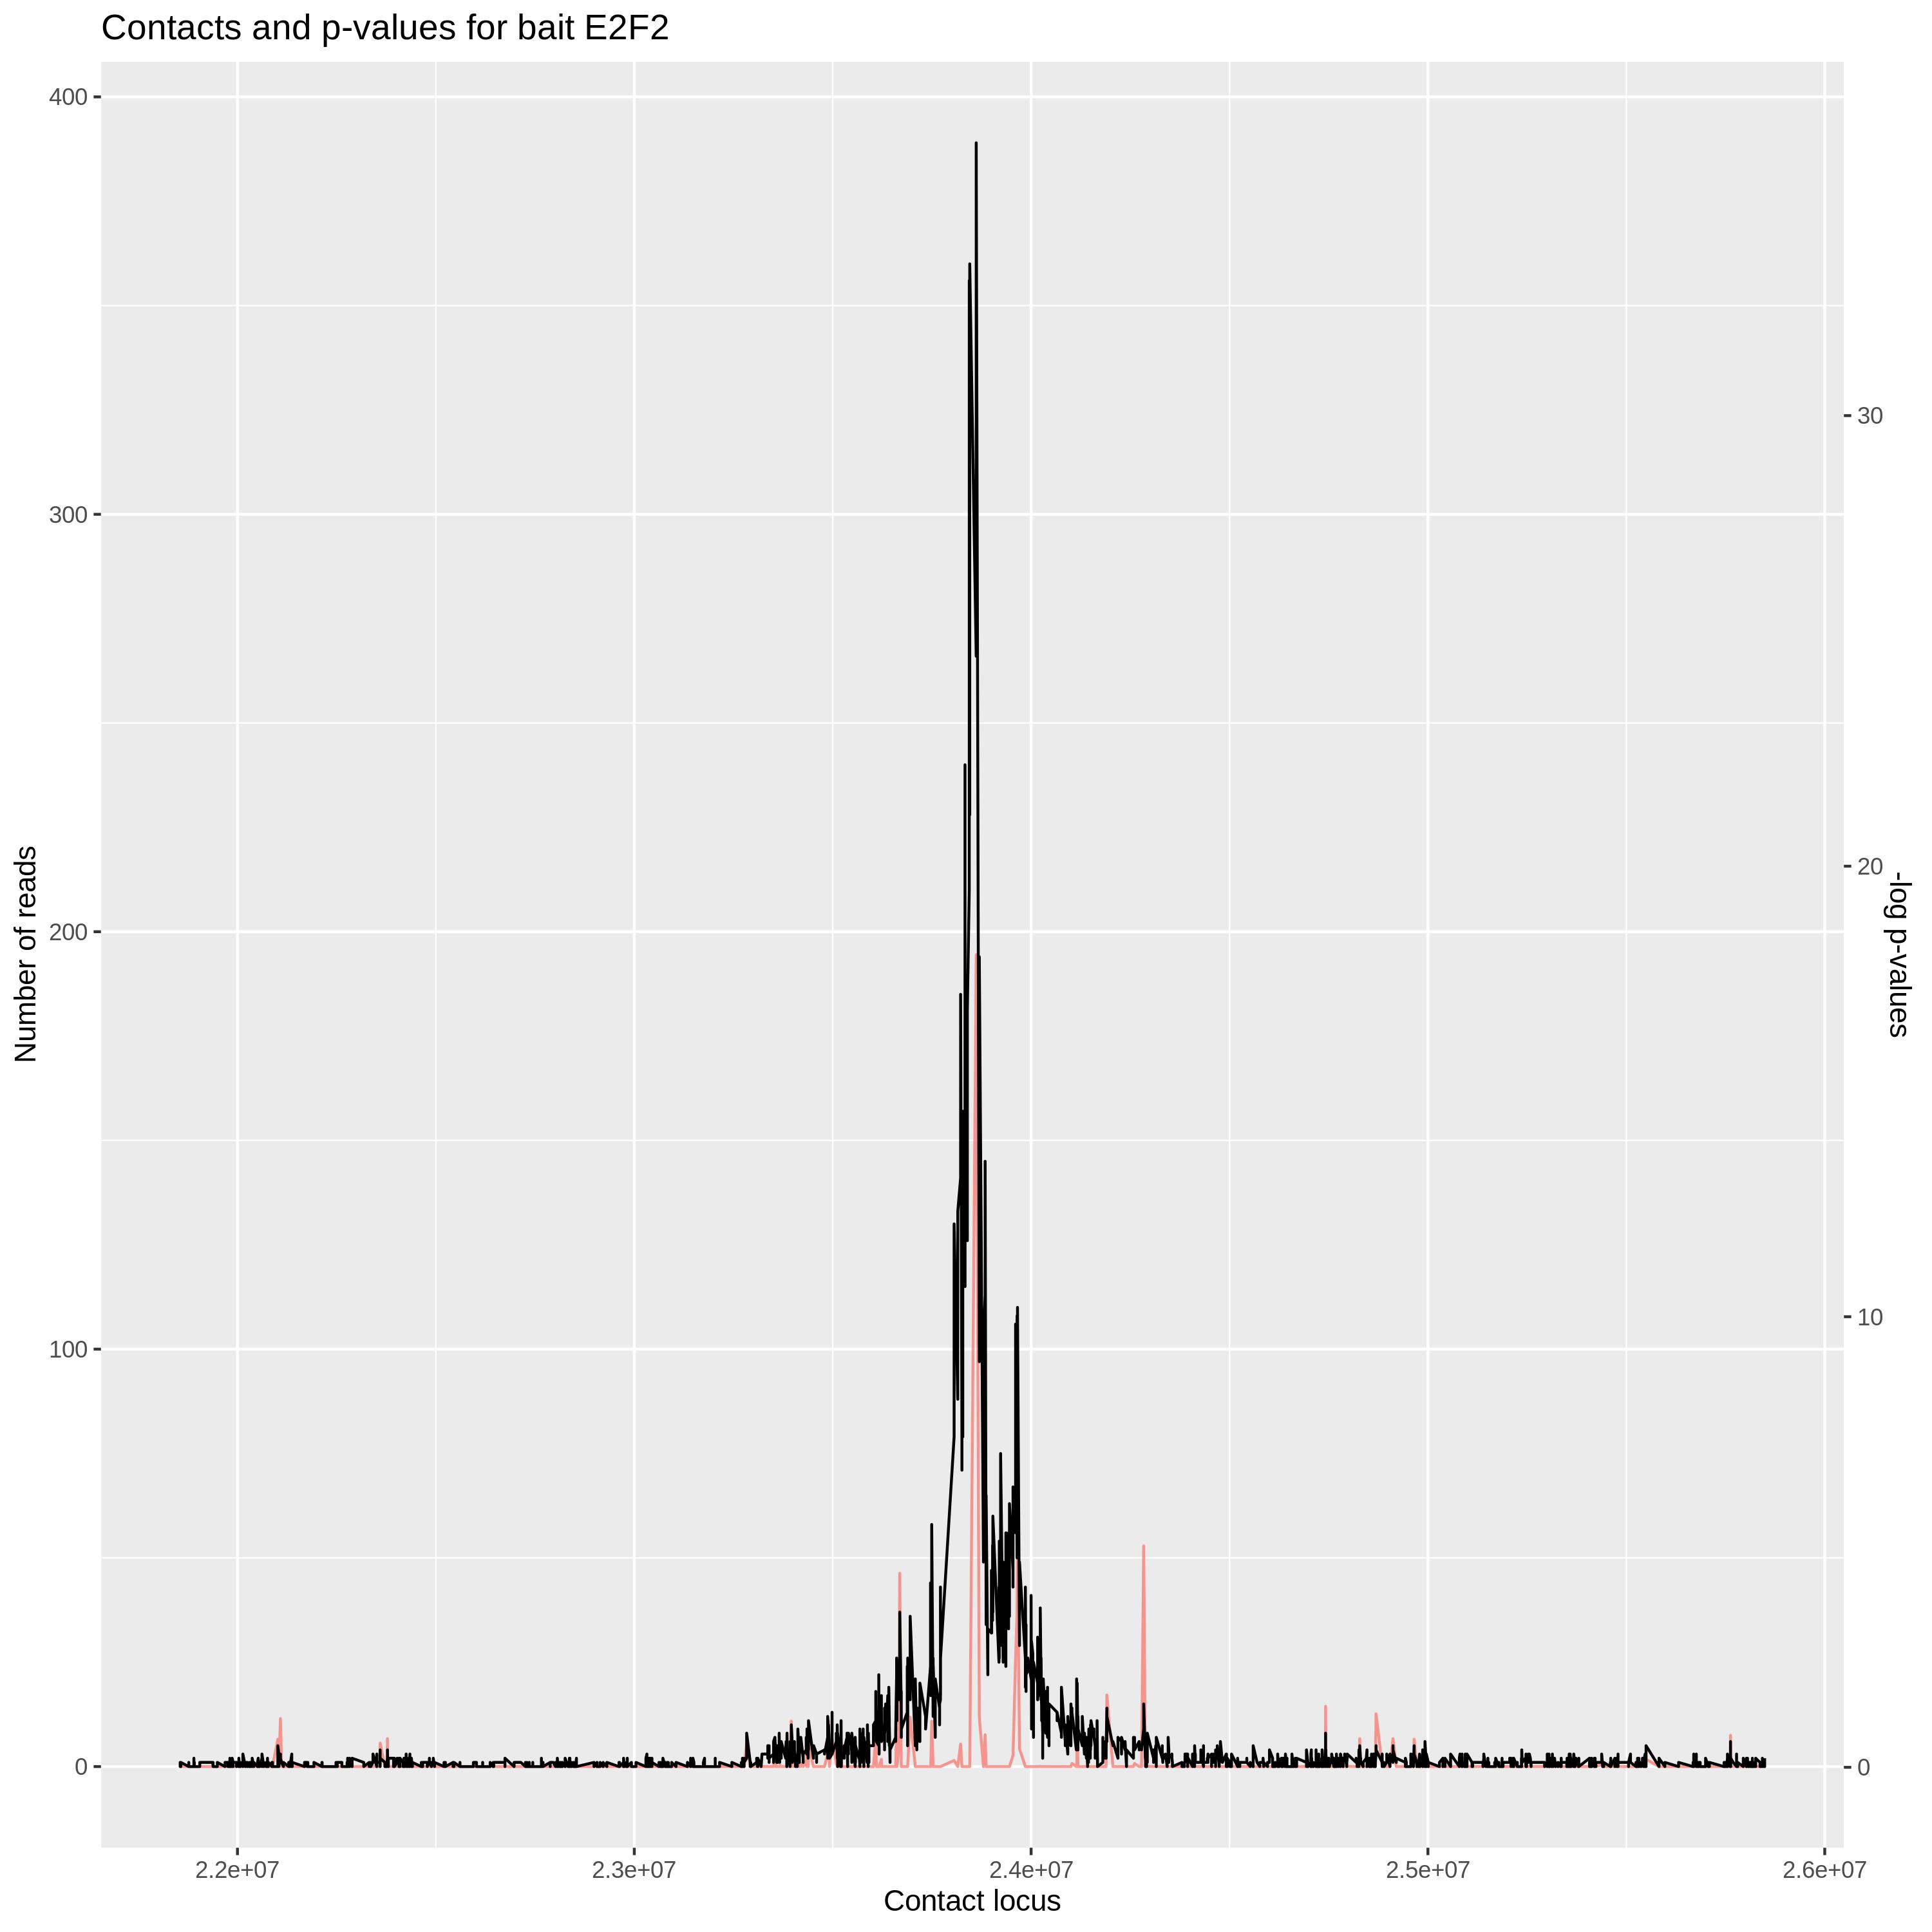 Contacts and p-values for bait E2F2
400
300
200
100
0
Number of reads
30
20
10
0
-log p-values
2.2e+07
2.3e+07
2.4e+07
2.5e+07
2.6e+07
Contact locus